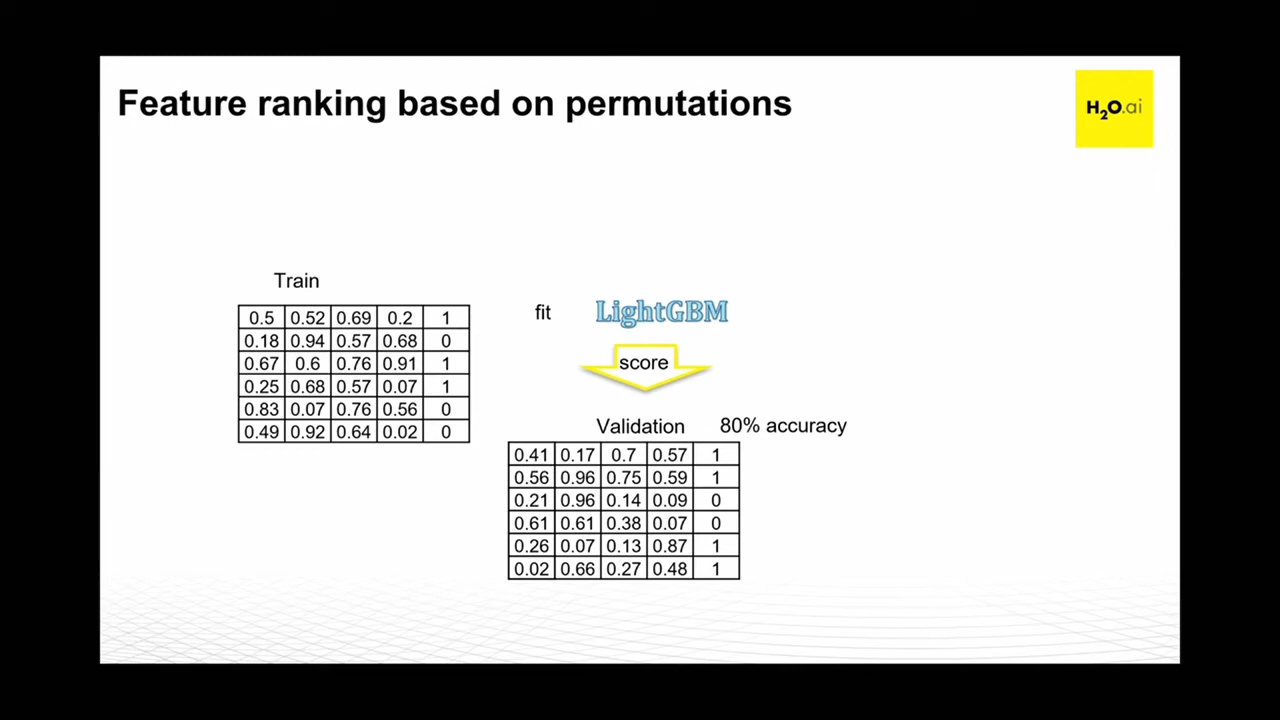 Feature ranking based on permutations
H2O.ai
Train
0.5 0.52 0.69 0.2 1
0.18 0.94 0.57 0.68 0
0.67 0.6 0.76 0.91 1
0.25 0.68 0.57 0.07 1
0.83 0.07 0.76 0.56 0
0.49 0.92 0.64 0.02 0
fit LightGBM
score
Validation 80% accuracy
0.41 0.17 0.7 0.57 1
0.56 0.96 0.75 0.59 1
0.21 0.96 0.14 0.09 0
0.61 0.61 0.38 0.07 0
0.26 0.07 0.13 0.87 1
0.02 0.66 0.27 0.48 1